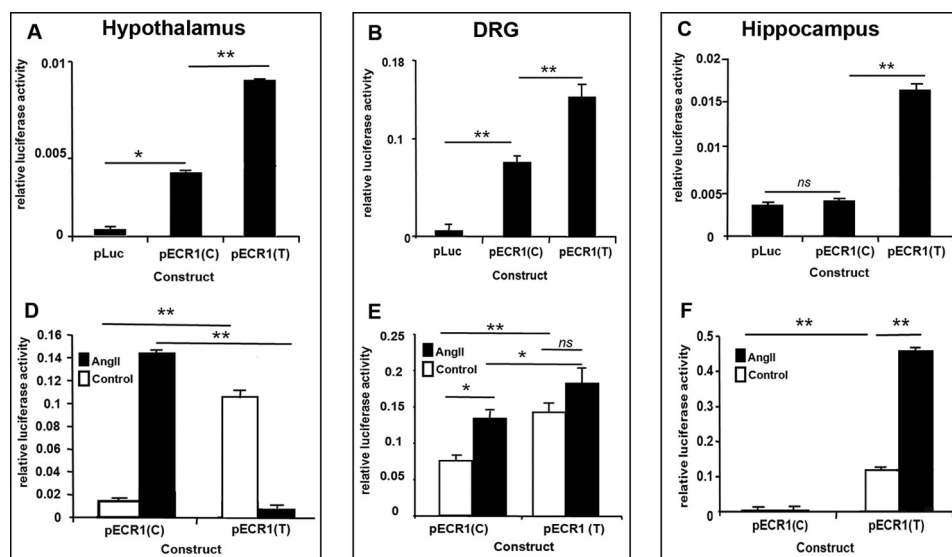 A
Hypothalamus
**
*
relative luciferase activity
0.01
0.005
0
pLuc
pECR1(C)
pECR1(T)
Construct
B
DRG
**
**
relative luciferase activity
0.18
0.1
0
pLuc
pECR1(C)
pECR1(T)
Construct
C
Hippocampus
**
ns
relative luciferase activity
0.02
0.015
0.01
0.005
0
pLuc
pECR1(C)
pECR1(T)
Construct
D
**
**
relative luciferase activity
0.16
0.14
0.12
0.1
0.08
0.06
0.04
0.02
0
AngII
Control
pECR1(C)
pECR1(T)
Construct
E
**
ns
*
*
relative luciferase activity
0.25
0.2
0.15
0.1
0.05
0
AngII
Control
pECR1(C)
pECR1 (T)
Construct
F
**
**
relative luciferase activity
0.5
0.4
0.2
0.1
0
AngII
Control
pECR1(C)
pECR1(T)
Construct